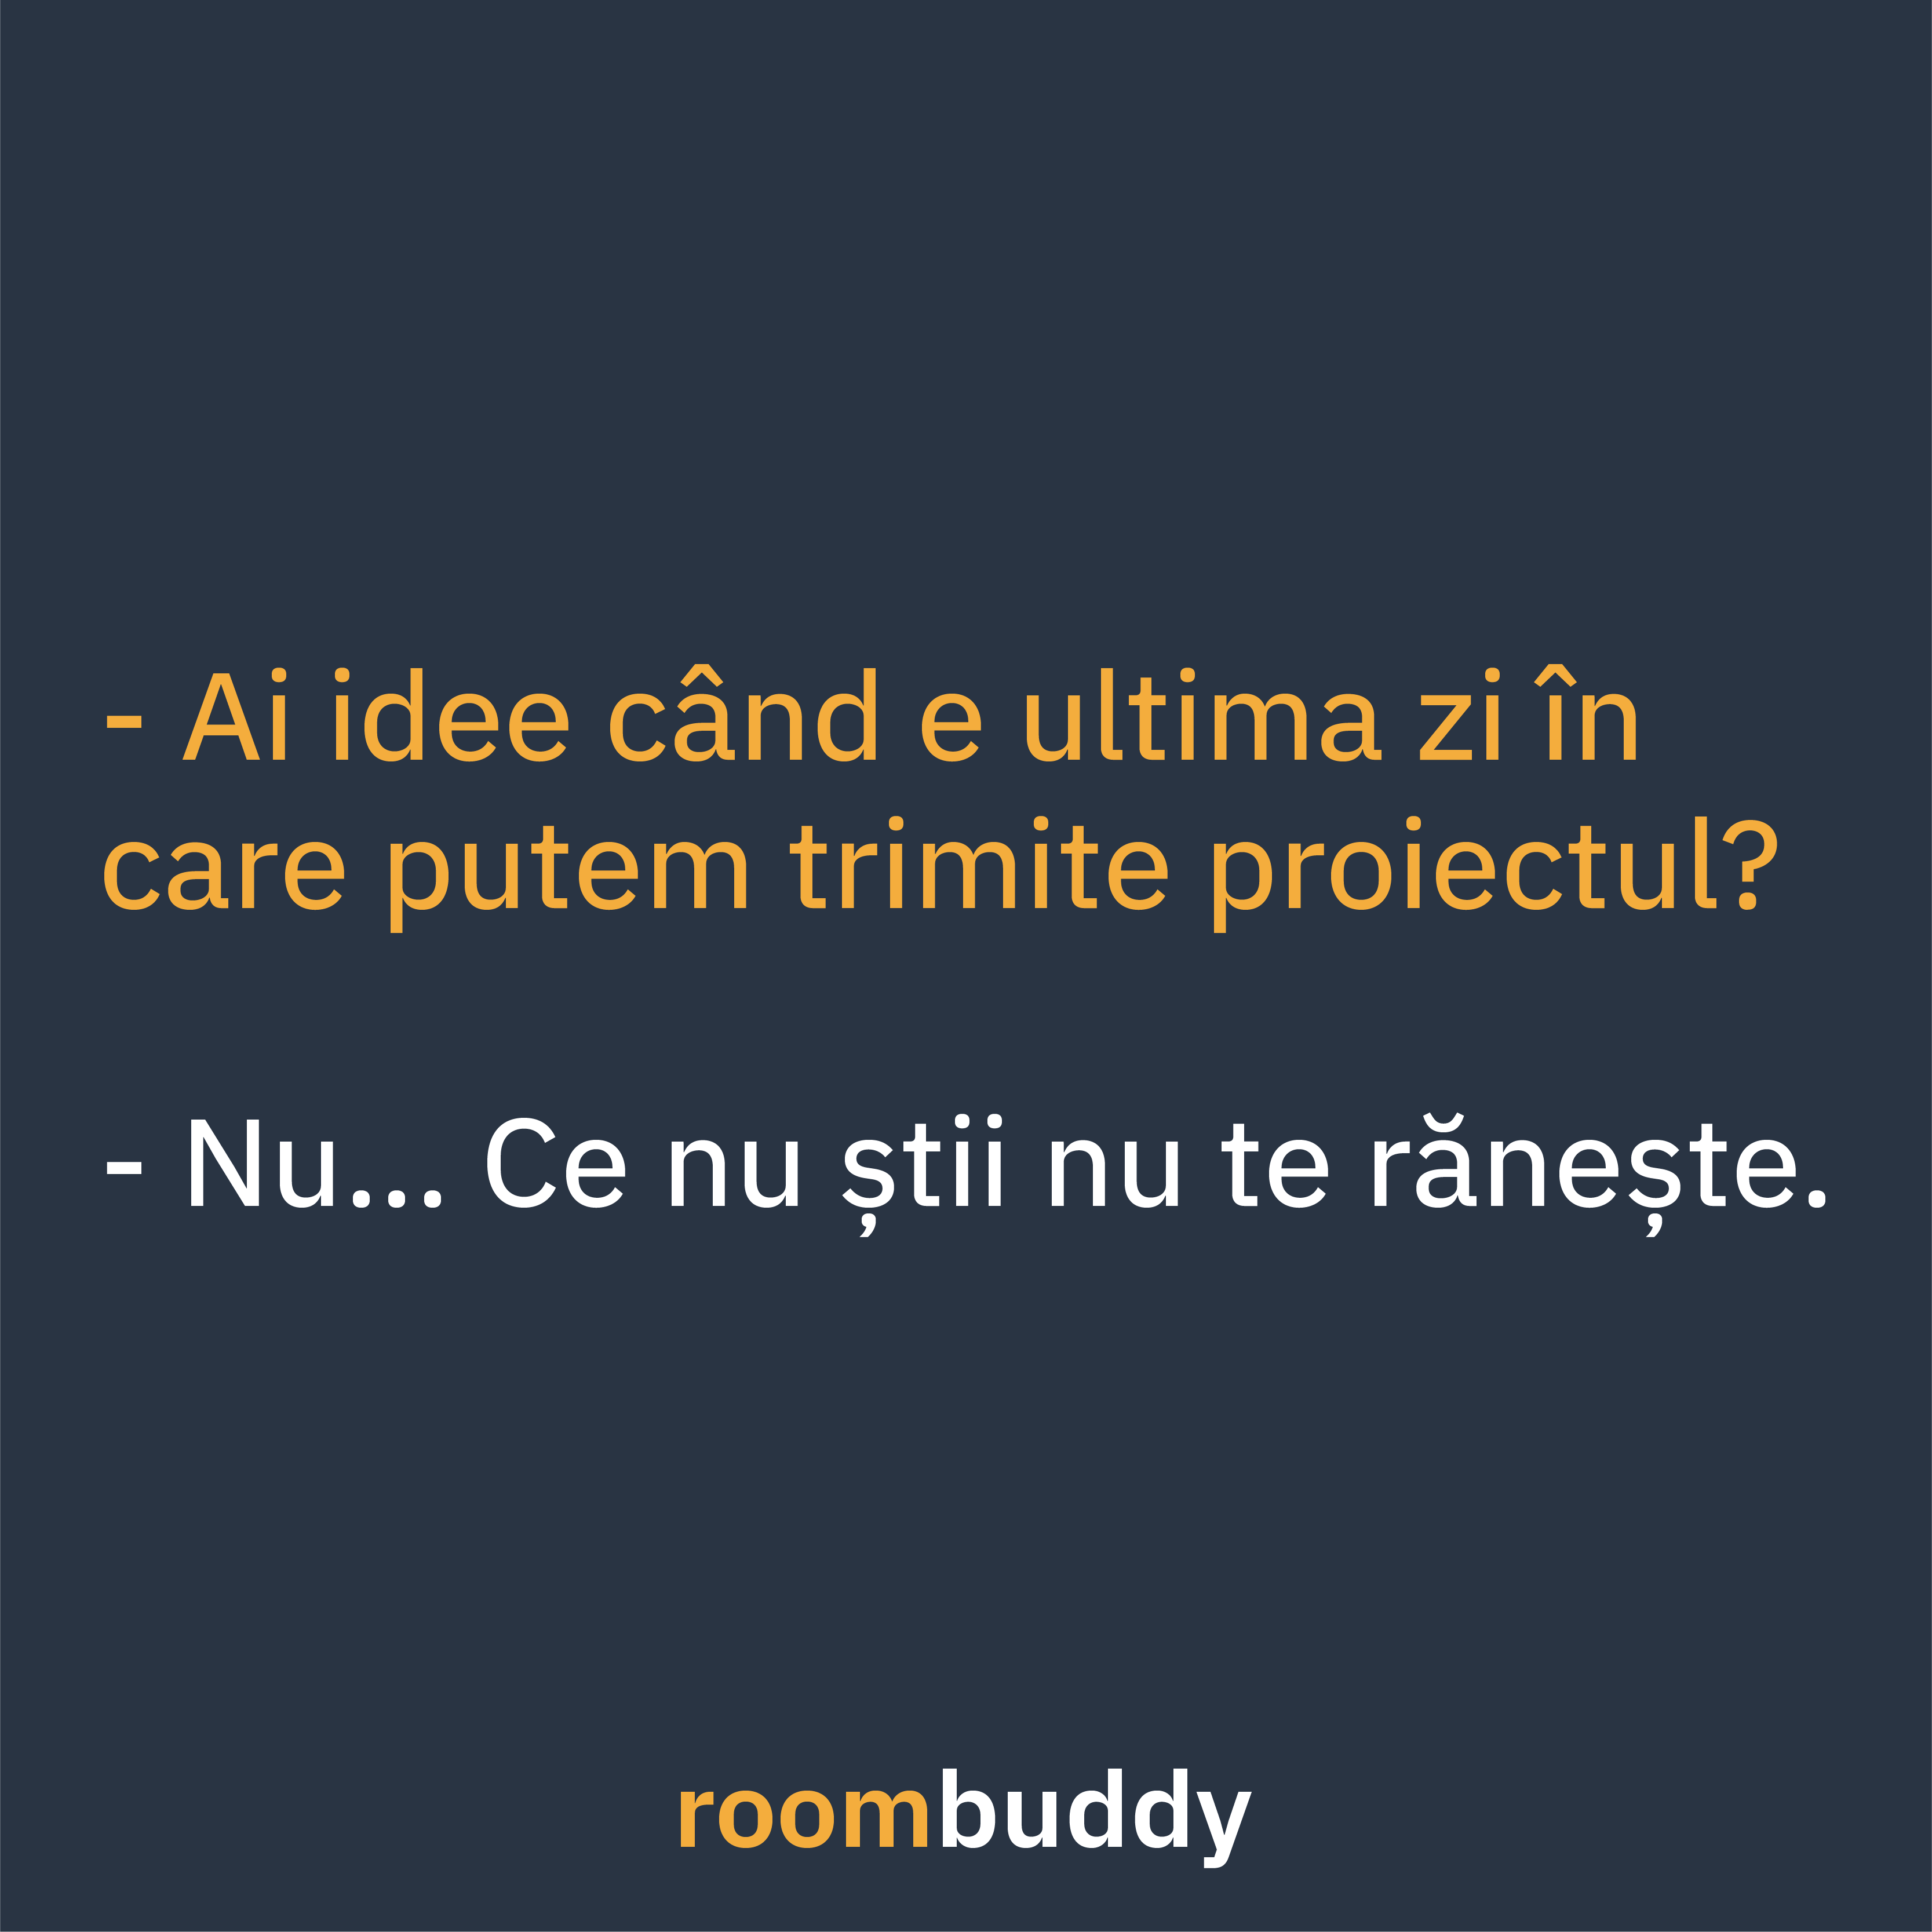 - Ai idee când e ultima zi în
care putem trimite proiectul?
- Nu... Ce nu știi nu te rănește.
roombuddy